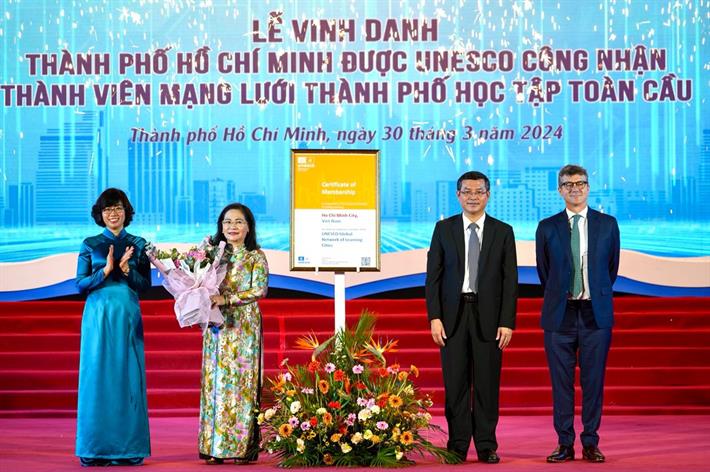 LỄ VINH DANH
THÀNH PHỐ HỒ CHÍ MINH ĐƯỢC UNESCO CÔNG NHẬN
THÀNH VIÊN MẠNG LƯỚI THÀNH PHỐ HỌC TẬP TOÀN CẦU
Thành phố Hồ Chí Minh, ngày 30 tháng 3 năm 2024
Certificate of
Membership
Ho Chi Minh City,
Viet Nam
UNESCO Global
Network of Learning
Cities